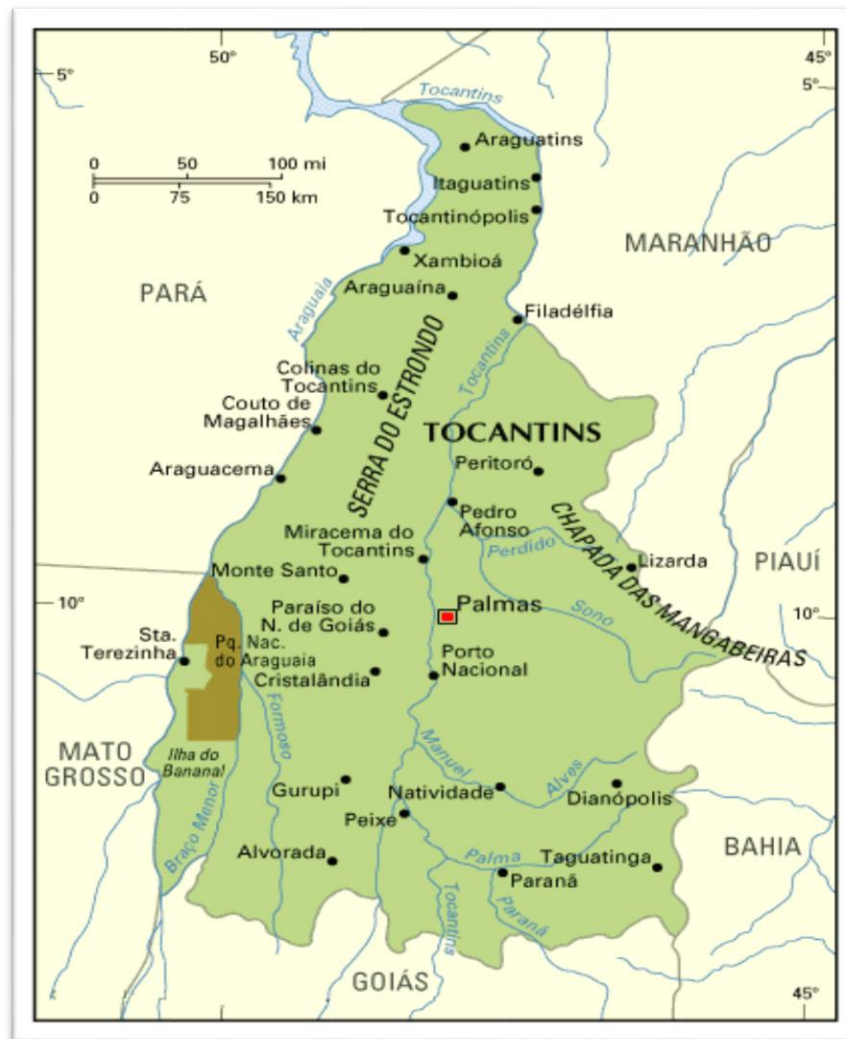 50°
45°
5°
5°
Tocantins
Araguatins
0 50 100 mi
0 75 150 km
Itaguatins
Tocantinópolis
MARANHÃO
Xambioá
PARÁ
Araguaína
Araguaia
Filadélfia
Tocantins
SERRA DO ESTRONDO
Colinas do
Tocantins
Couto de
Magalhães
TOCANTINS
Araguacema
Peritoró
Pedro
Afonso
CHAPADA DAS MANGABEIRAS
Miracema do
Tocantins
Perdido
Lizarda
PIAUÍ
Monte Santo
10°
Palmas
Sono
10°
Paraíso do
N. de Goiás
Sta.
Terezinha
Pq. Nac.
do Araguaia
Porto
Nacional
Cristalândia
Formoso
MATO
GROSSO
Ilha do
Bananal
Manuel
Alves
Gurupi
Natividade
Dianópolis
Peixe
Braço Menor
Alvorada
Palma
Taguatinga
BAHIA
Paranã
Tocantins
Paranã
GOIÁS
45°